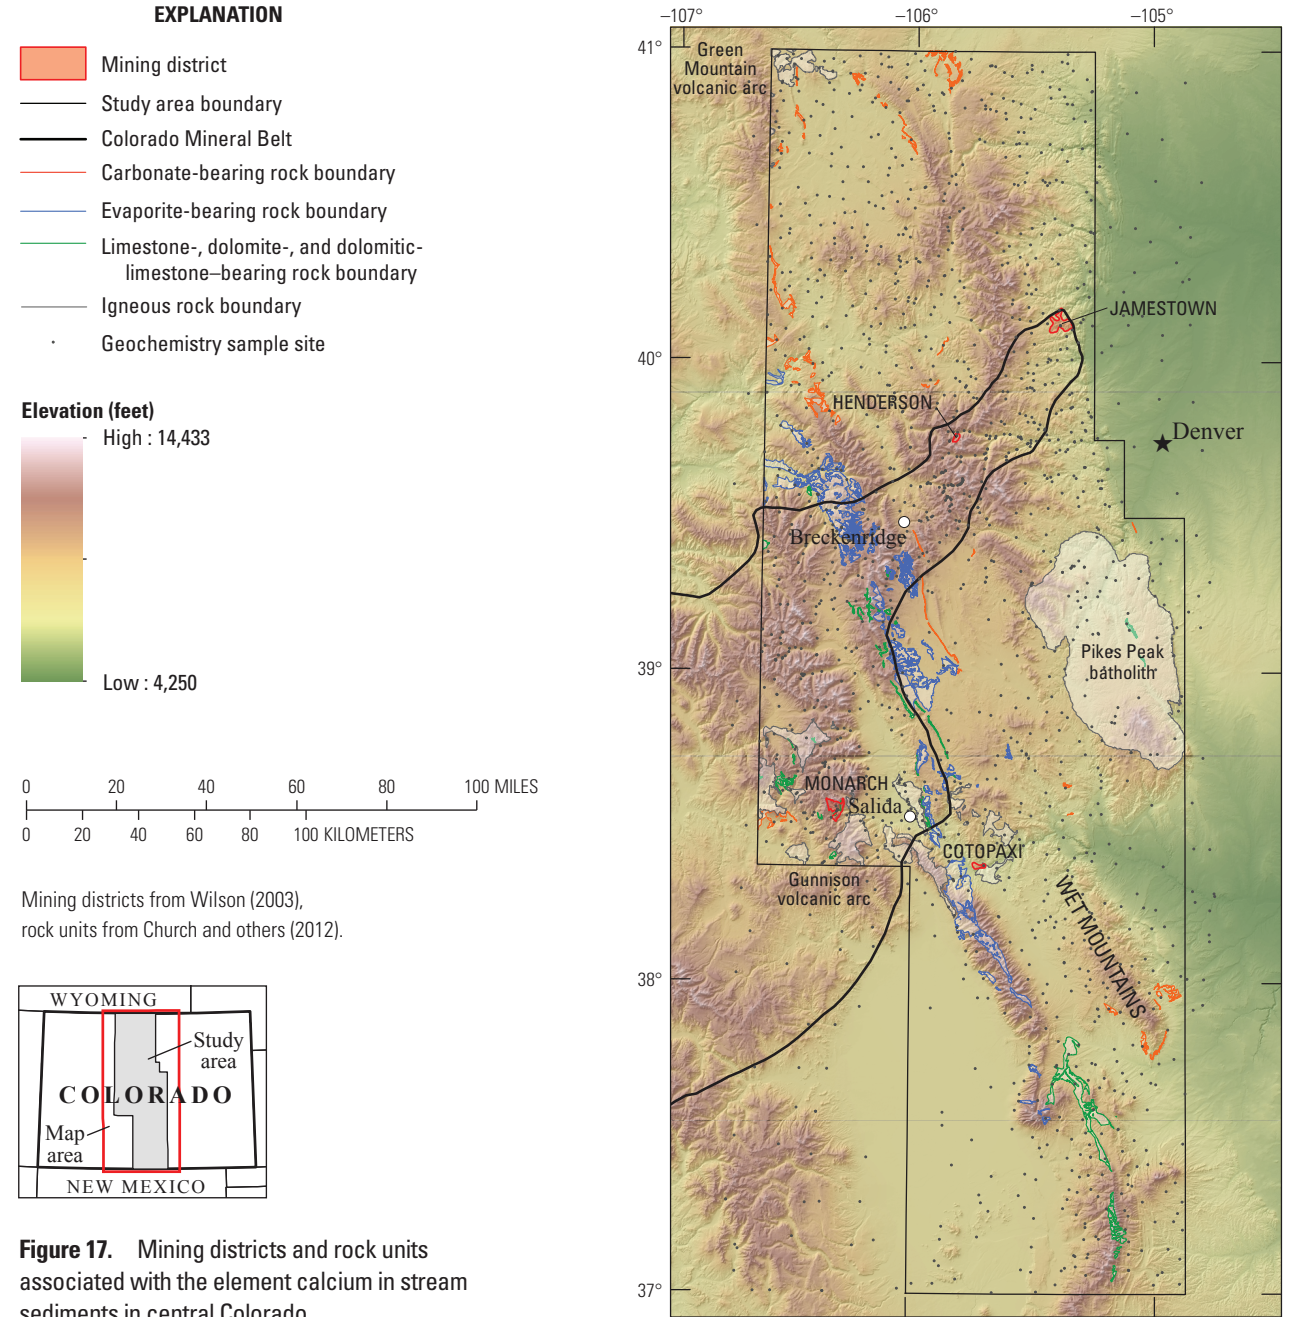 EXPLANATION
Mining district
Study area boundary
Colorado Mineral Belt
Carbonate-bearing rock boundary
Evaporite-bearing rock boundary
Limestone-, dolomite-, and dolomitic-
limestone–bearing rock boundary
Igneous rock boundary
Geochemistry sample site
Elevation (feet)
High : 14,433
Low : 4,250
0 20 40 60 80 100 MILES
0 20 40 60 80 100 KILOMETERS
Mining districts from Wilson (2003),
rock units from Church and others (2012).
WYOMING
Study
area
COLORADO
Map
area
NEW MEXICO
Figure 17. Mining districts and rock units
associated with the element calcium in stream
sediments in central Colorado
–107° –106° –105°
41°
Green
Mountain
volcanic arc
JAMESTOWN
40°
HENDERSON
Denver
Breckenridge
Pikes Peak
batholith
39°
MONARCH
Salida
COTOPAXI
Gunnison
volcanic arc
WET MOUNTAINS
38°
37°